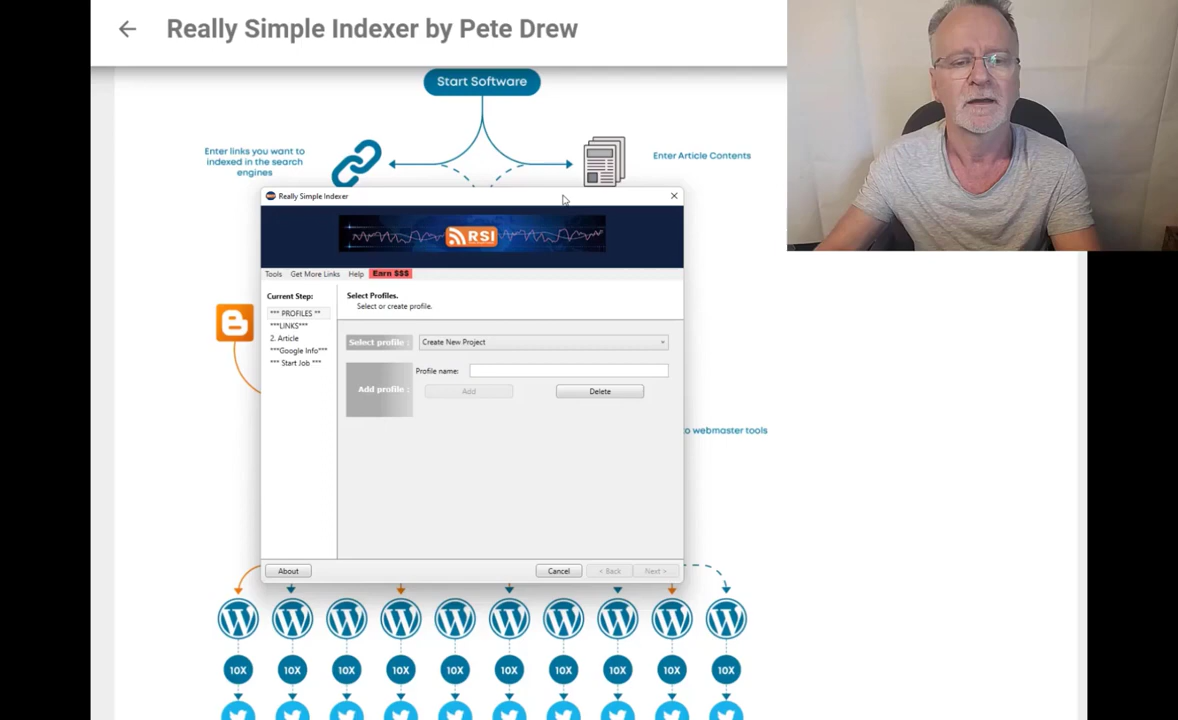 Really Simple Indexer by Pete Drew
Start Software
Enter links you want to
indexed in the search
engines
Enter Article Contents
Really Simple Indexer
RSI
Tools Get More Links Help Earn $$$
Current Step:
*** PROFILES **
***LINKS***
2. Article
***Google Info***
*** Start Job ***
Select Profiles.
Select or create profile.
Select profile :
Create New Project
Add profile :
Profile name:
Add
Delete
to webmaster tools
About
Cancel
< Back
Next >
10X 10X 10X 10X 10X 10X 10X 10X 10X 10X